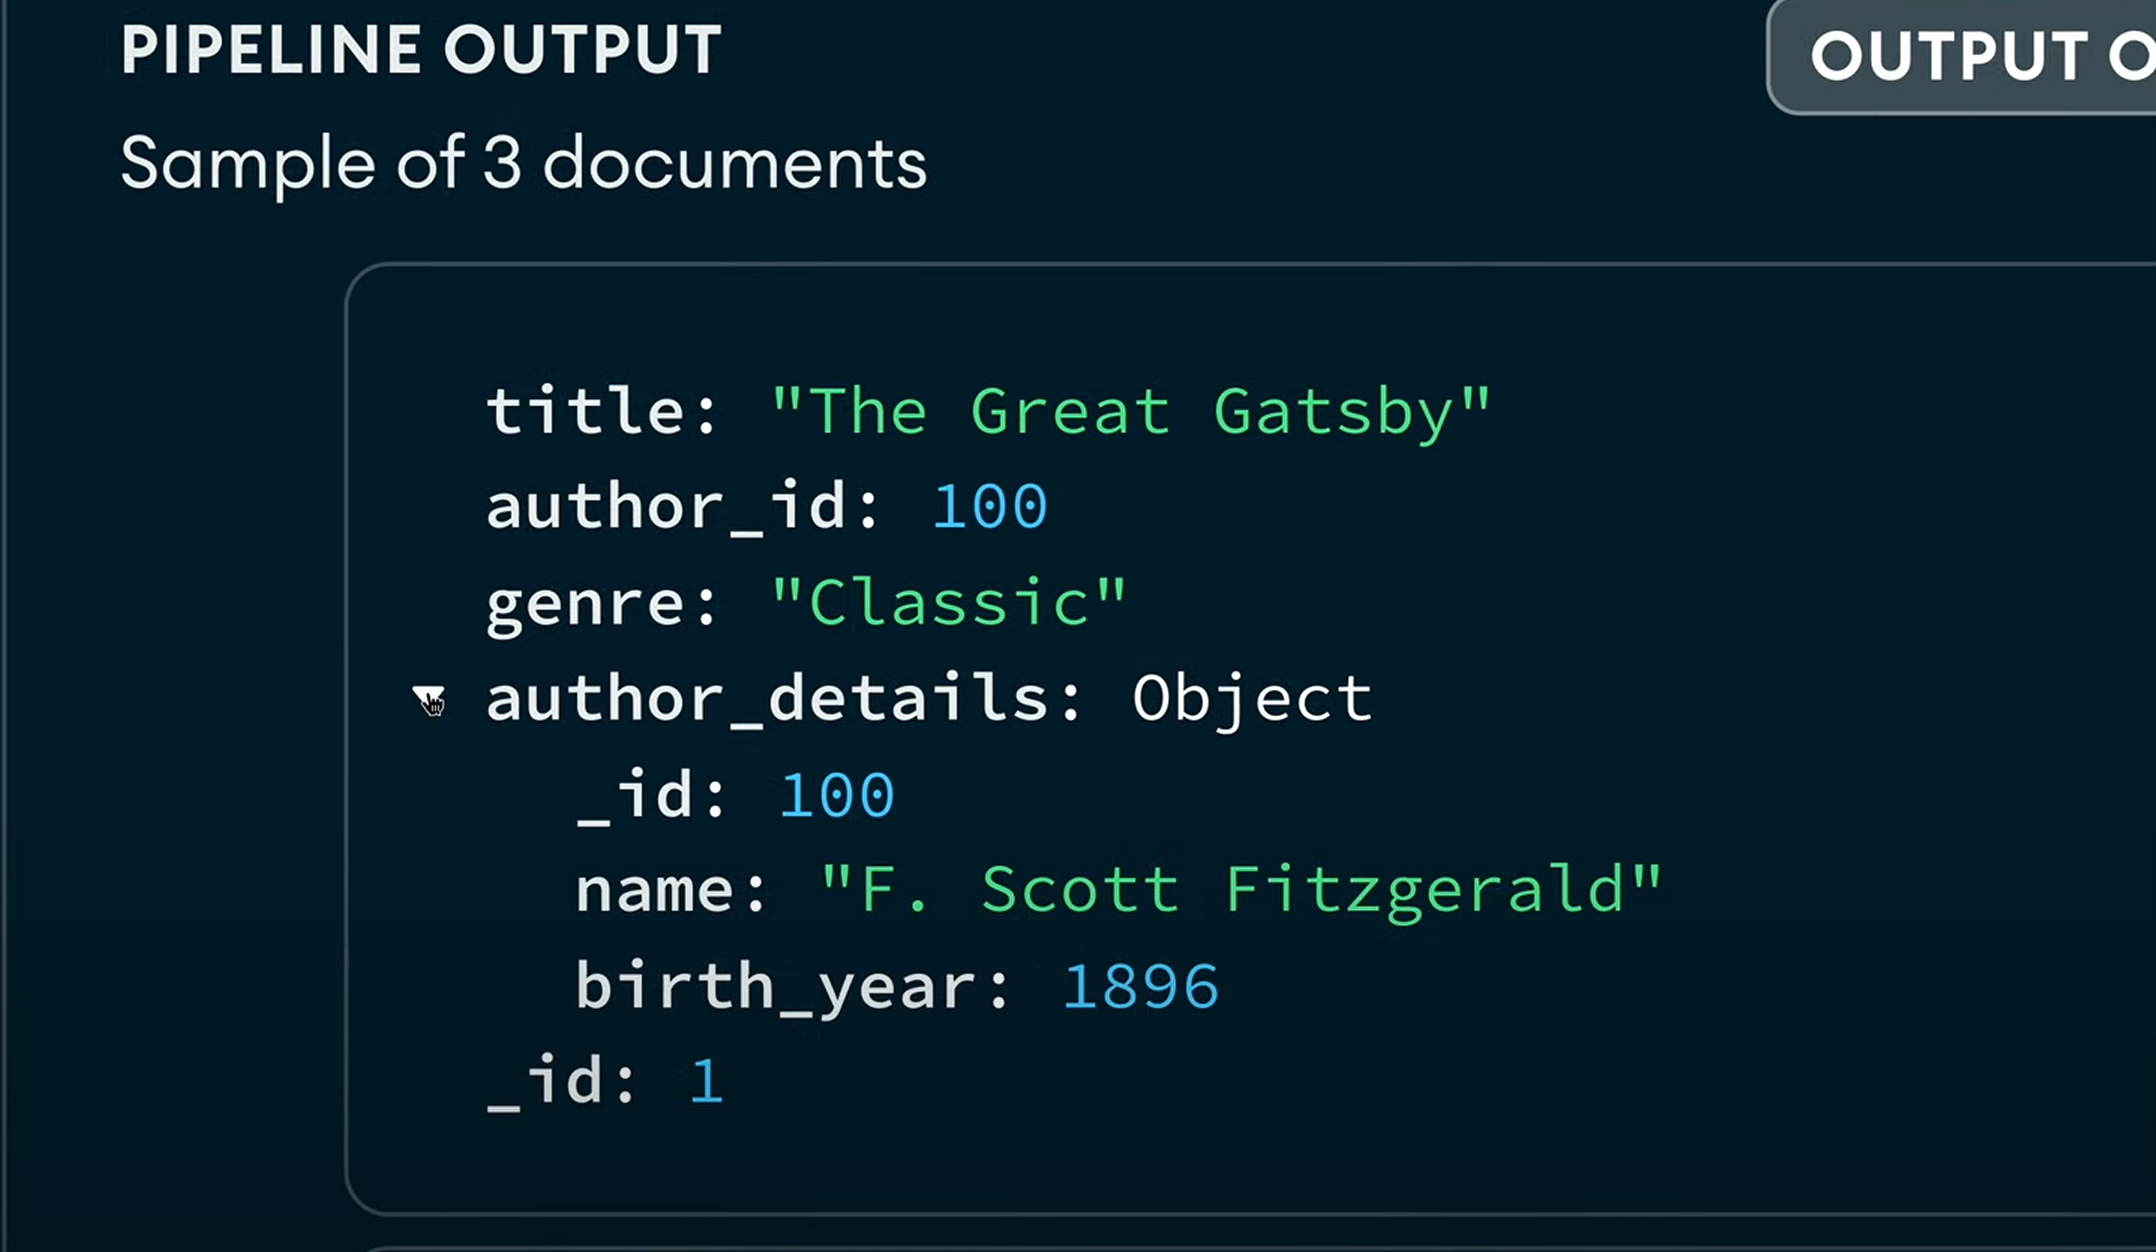 PIPELINE OUTPUT
OUTPUT O
Sample of 3 documents
title: "The Great Gatsby"
author_id: 100
genre: "Classic"
author_details: Object
_id: 100
name: "F. Scott Fitzgerald"
birth_year: 1896
_id: 1